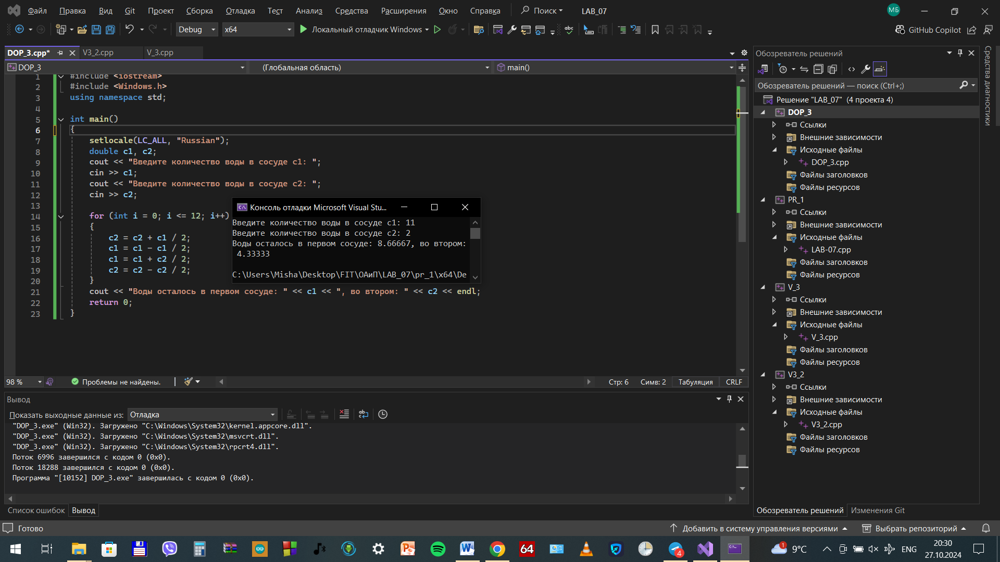 Файл Правка Вид Git Проект Сборка Отладка Тест Анализ Средства Расширения Окно Справка Поиск LAB_07 МБ
Debug x64 Локальный отладчик Windows GitHub Copilot
DOP_3.cpp* V3_2.cpp V_3.cpp
DOP_3 (Глобальная область) main()
1 #include <iostream>
2 #include <Windows.h>
3 using namespace std;
4
5 int main()
6 {
7 setlocale(LC_ALL, "Russian");
8 double c1, c2;
9 cout << "Введите количество воды в сосуде c1: ";
10 cin >> c1;
11 cout << "Введите количество воды в сосуде c2: ";
12 cin >> c2;
13
14 for (int i = 0; i <= 12; i++)
15 {
16 c2 = c2 + c1 / 2;
17 c1 = c1 - c1 / 2;
18 c1 = c1 + c2 / 2;
19 c2 = c2 - c2 / 2;
20 }
21 cout << "Воды осталось в первом сосуде: " << c1 << ", во втором: " << c2 << endl;
22 return 0;
23 }
Консоль отладки Microsoft Visual Stu...
Введите количество воды в сосуде c1: 11
Введите количество воды в сосуде c2: 2
Воды осталось в первом сосуде: 8.66667, во втором:
4.33333
C:\Users\Misha\Desktop\FIT\ОАиП\LAB_07\pr_1\x64\De
98 % Проблемы не найдены. Стр: 6 Симв: 2 Табуляция CRLF
Вывод
Показать выходные данные из: Отладка
"DOP_3.exe" (Win32). Загружено "C:\Windows\System32\kernel.appcore.dll".
"DOP_3.exe" (Win32). Загружено "C:\Windows\System32\msvcrt.dll".
"DOP_3.exe" (Win32). Загружено "C:\Windows\System32\rpcrt4.dll".
Поток 6996 завершился с кодом 0 (0x0).
Поток 18288 завершился с кодом 0 (0x0).
Программа "[10152] DOP_3.exe" завершилась с кодом 0 (0x0).
Список ошибок Вывод
Обозреватель решений
Обозреватель решений — поиск (Ctrl+;)
Решение "LAB_07" (4 проекта 4)
DOP_3
Ссылки
Внешние зависимости
Исходные файлы
DOP_3.cpp
Файлы заголовков
Файлы ресурсов
PR_1
Ссылки
Внешние зависимости
Исходные файлы
LAB-07.cpp
Файлы заголовков
Файлы ресурсов
V_3
Ссылки
Внешние зависимости
Исходные файлы
V_3.cpp
Файлы заголовков
Файлы ресурсов
V3_2
Ссылки
Внешние зависимости
Исходные файлы
V3_2.cpp
Файлы заголовков
Файлы ресурсов
Обозреватель решений Изменения Git
Средства диагностики
Готово Добавить в систему управления версиями Выбрать репозиторий
64 4 1 9°C ENG 20:30
27.10.2024